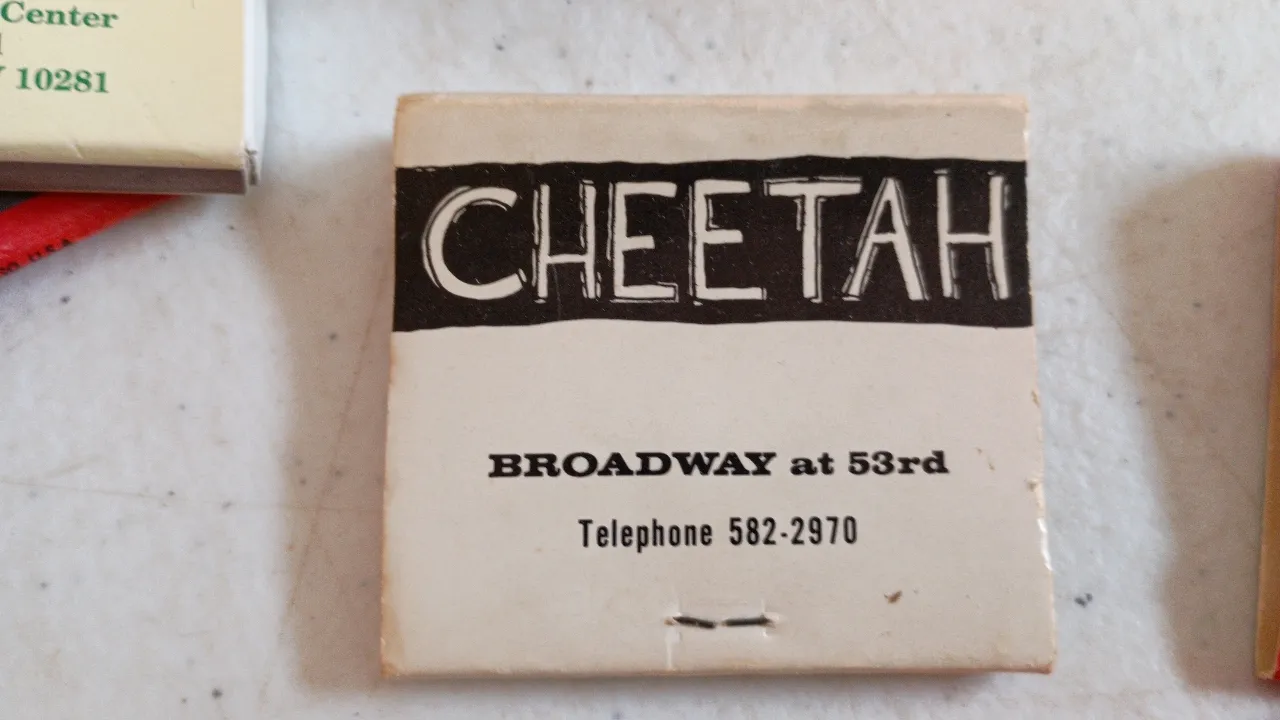 Center
10281
U.S.A.
CHEETAH
BROADWAY at 53rd
Telephone 582-2970